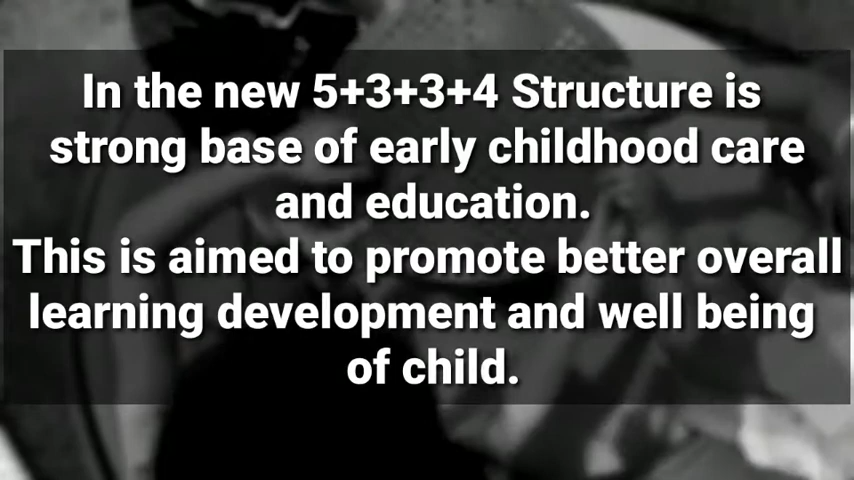 In the new 5+3+3+4 Structure is
strong base of early childhood care
and education.
This is aimed to promote better overall
learning development and well being
of child.